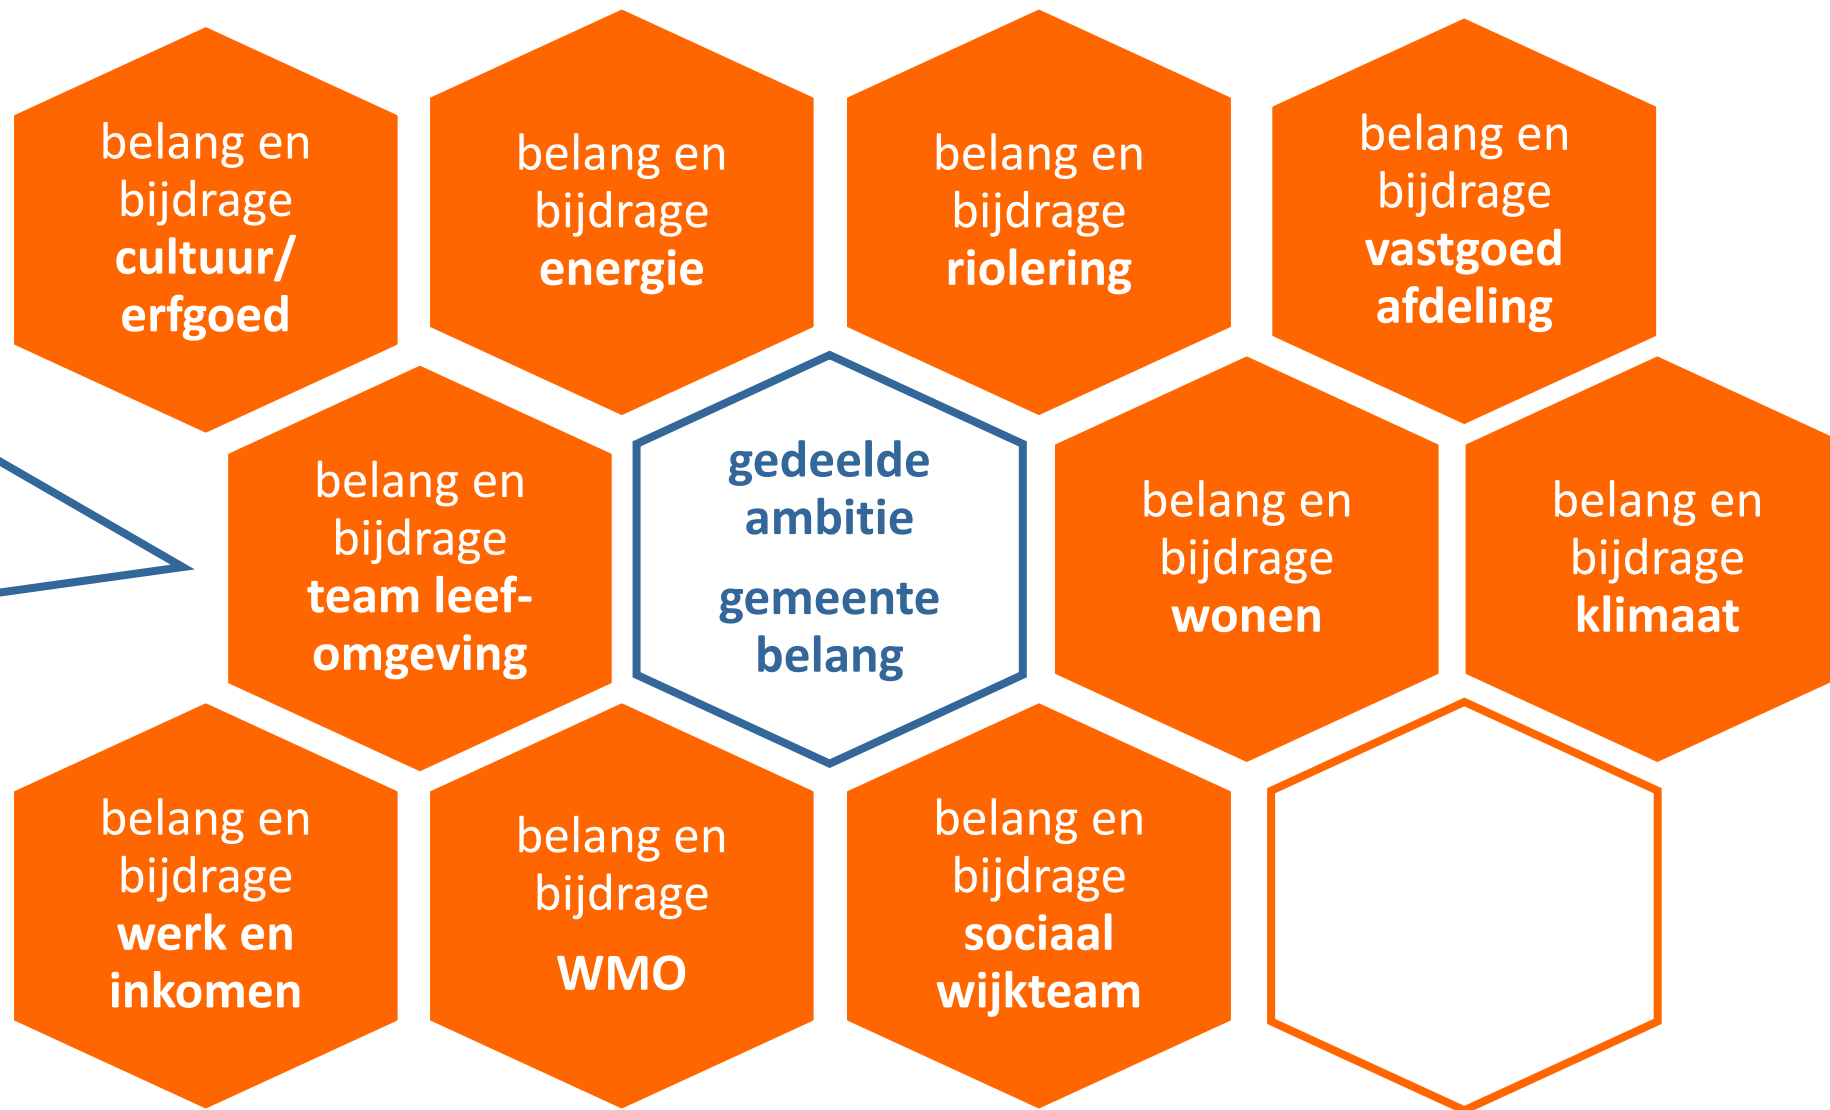 belang en
bijdrage
cultuur/
erfgoed
belang en
bijdrage
energie
belang en
bijdrage
riolering
belang en
bijdrage
vastgoed
afdeling
belang en
bijdrage
team leef-
omgeving
gedeelde
ambitie
gemeente
belang
belang en
bijdrage
wonen
belang en
bijdrage
klimaat
belang en
bijdrage
werk en
inkomen
belang en
bijdrage
WMO
belang en
bijdrage
sociaal
wijkteam